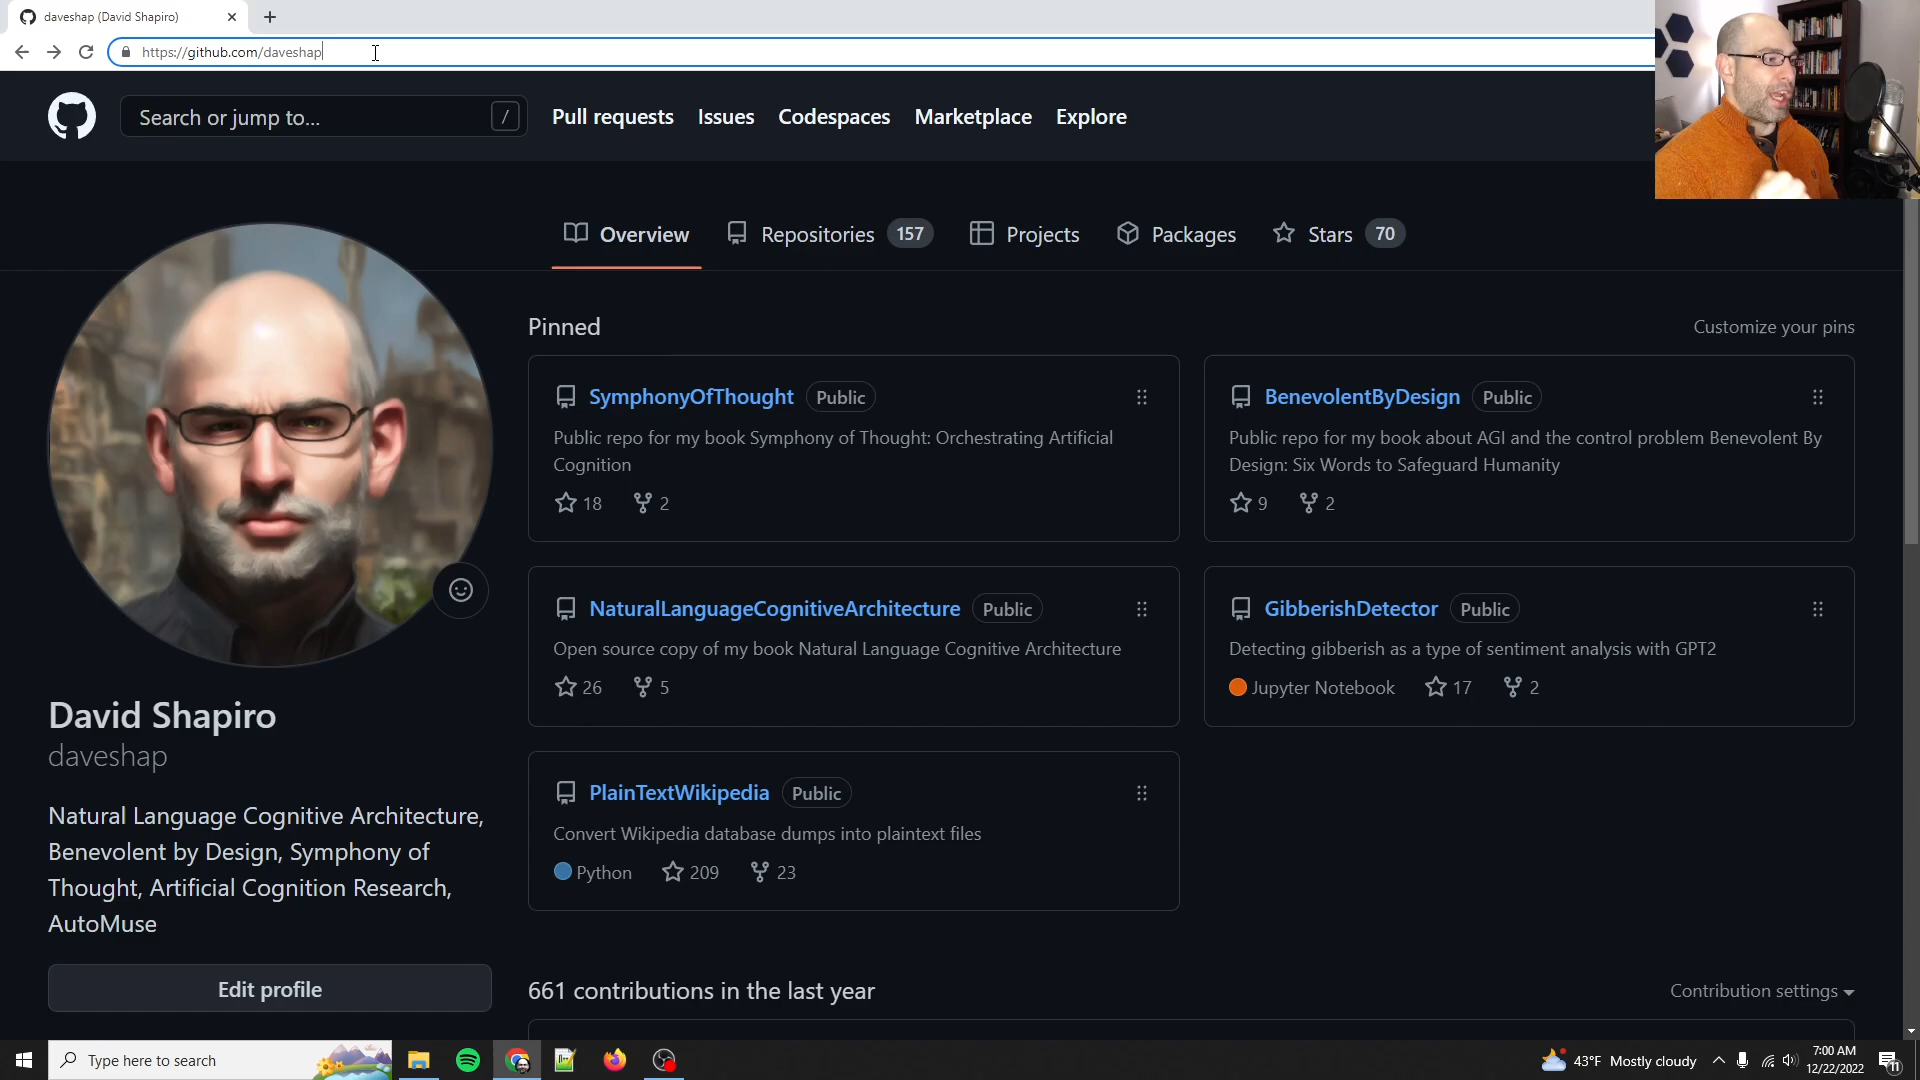 daveshap (David Shapiro)
https://github.com/daveshap
Search or jump to...
/
Pull requests
Issues
Codespaces
Marketplace
Explore
Overview
Repositories 157
Projects
Packages
Stars 70
Pinned
Customize your pins
SymphonyOfThought Public
Public repo for my book Symphony of Thought: Orchestrating Artificial
Cognition
18 2
BenevolentByDesign Public
Public repo for my book about AGI and the control problem Benevolent By
Design: Six Words to Safeguard Humanity
9 2
NaturalLanguageCognitiveArchitecture Public
Open source copy of my book Natural Language Cognitive Architecture
26 5
GibberishDetector Public
Detecting gibberish as a type of sentiment analysis with GPT2
Jupyter Notebook 17 2
PlainTextWikipedia Public
Convert Wikipedia database dumps into plaintext files
Python 209 23
David Shapiro
daveshap
Natural Language Cognitive Architecture,
Benevolent by Design, Symphony of
Thought, Artificial Cognition Research,
AutoMuse
Edit profile
661 contributions in the last year
Contribution settings
Type here to search
43°F Mostly cloudy
7:00 AM
12/22/2022
11